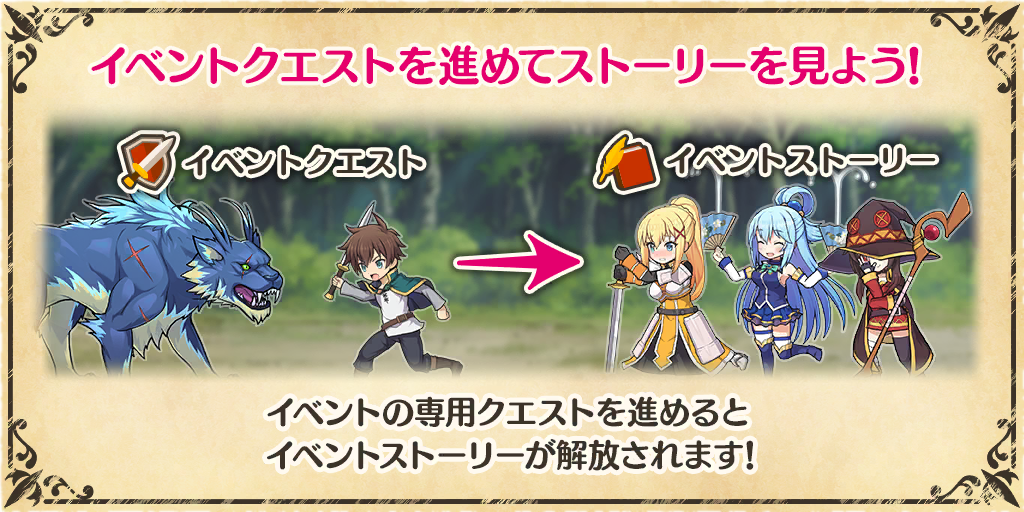 イベントクエストを進めてストーリーを見よう!
イベントクエスト
イベントストーリー
イベントの専用クエストを進めると
イベントストーリーが解放されます!